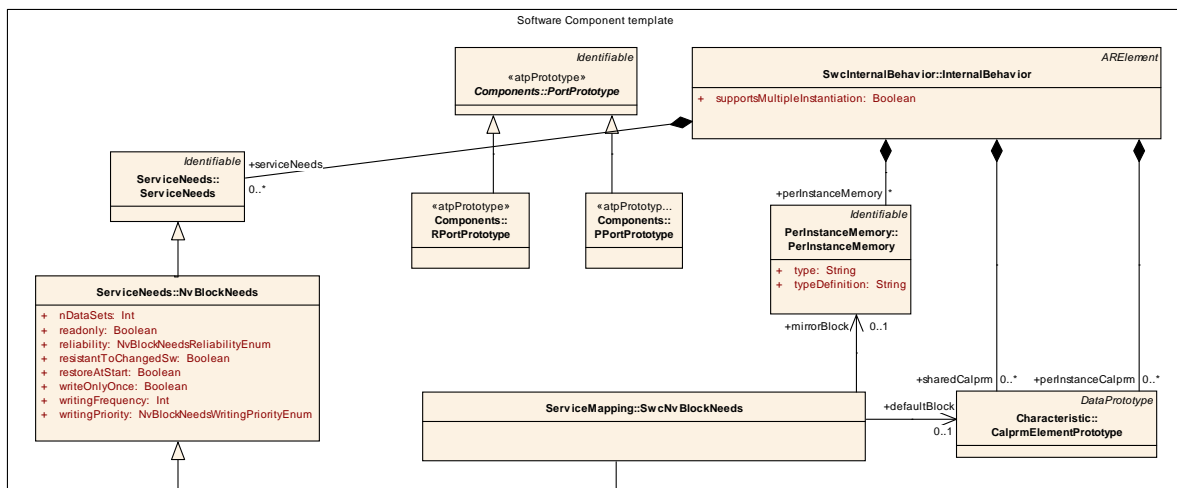 Software Component template
Identifiable
«atpPrototype»
Components::PortPrototype
ARElement
SwcInternalBehavior::InternalBehavior
+ supportsMultipleInstantiation: Boolean
+serviceNeeds
0..*
Identifiable
ServiceNeeds::
ServiceNeeds
«atpPrototype»
Components::
RPortPrototype
«atpPrototyp...
Components::
PPortPrototype
+perInstanceMemory *
Identifiable
PerInstanceMemory::
PerInstanceMemory
+ type: String
+ typeDefinition: String
ServiceNeeds::NvBlockNeeds
+ nDataSets: Int
+ readonly: Boolean
+ reliability: NvBlockNeedsReliabilityEnum
+ resistantToChangedSw: Boolean
+ restoreAtStart: Boolean
+ writeOnlyOnce: Boolean
+ writingFrequency: Int
+ writingPriority: NvBlockNeedsWritingPriorityEnum
+mirrorBlock 0..1
+sharedCalprm 0..*
+perInstanceCalprm 0..*
ServiceMapping::SwcNvBlockNeeds
+defaultBlock
0..1
DataPrototype
Characteristic::
CalprmElementPrototype